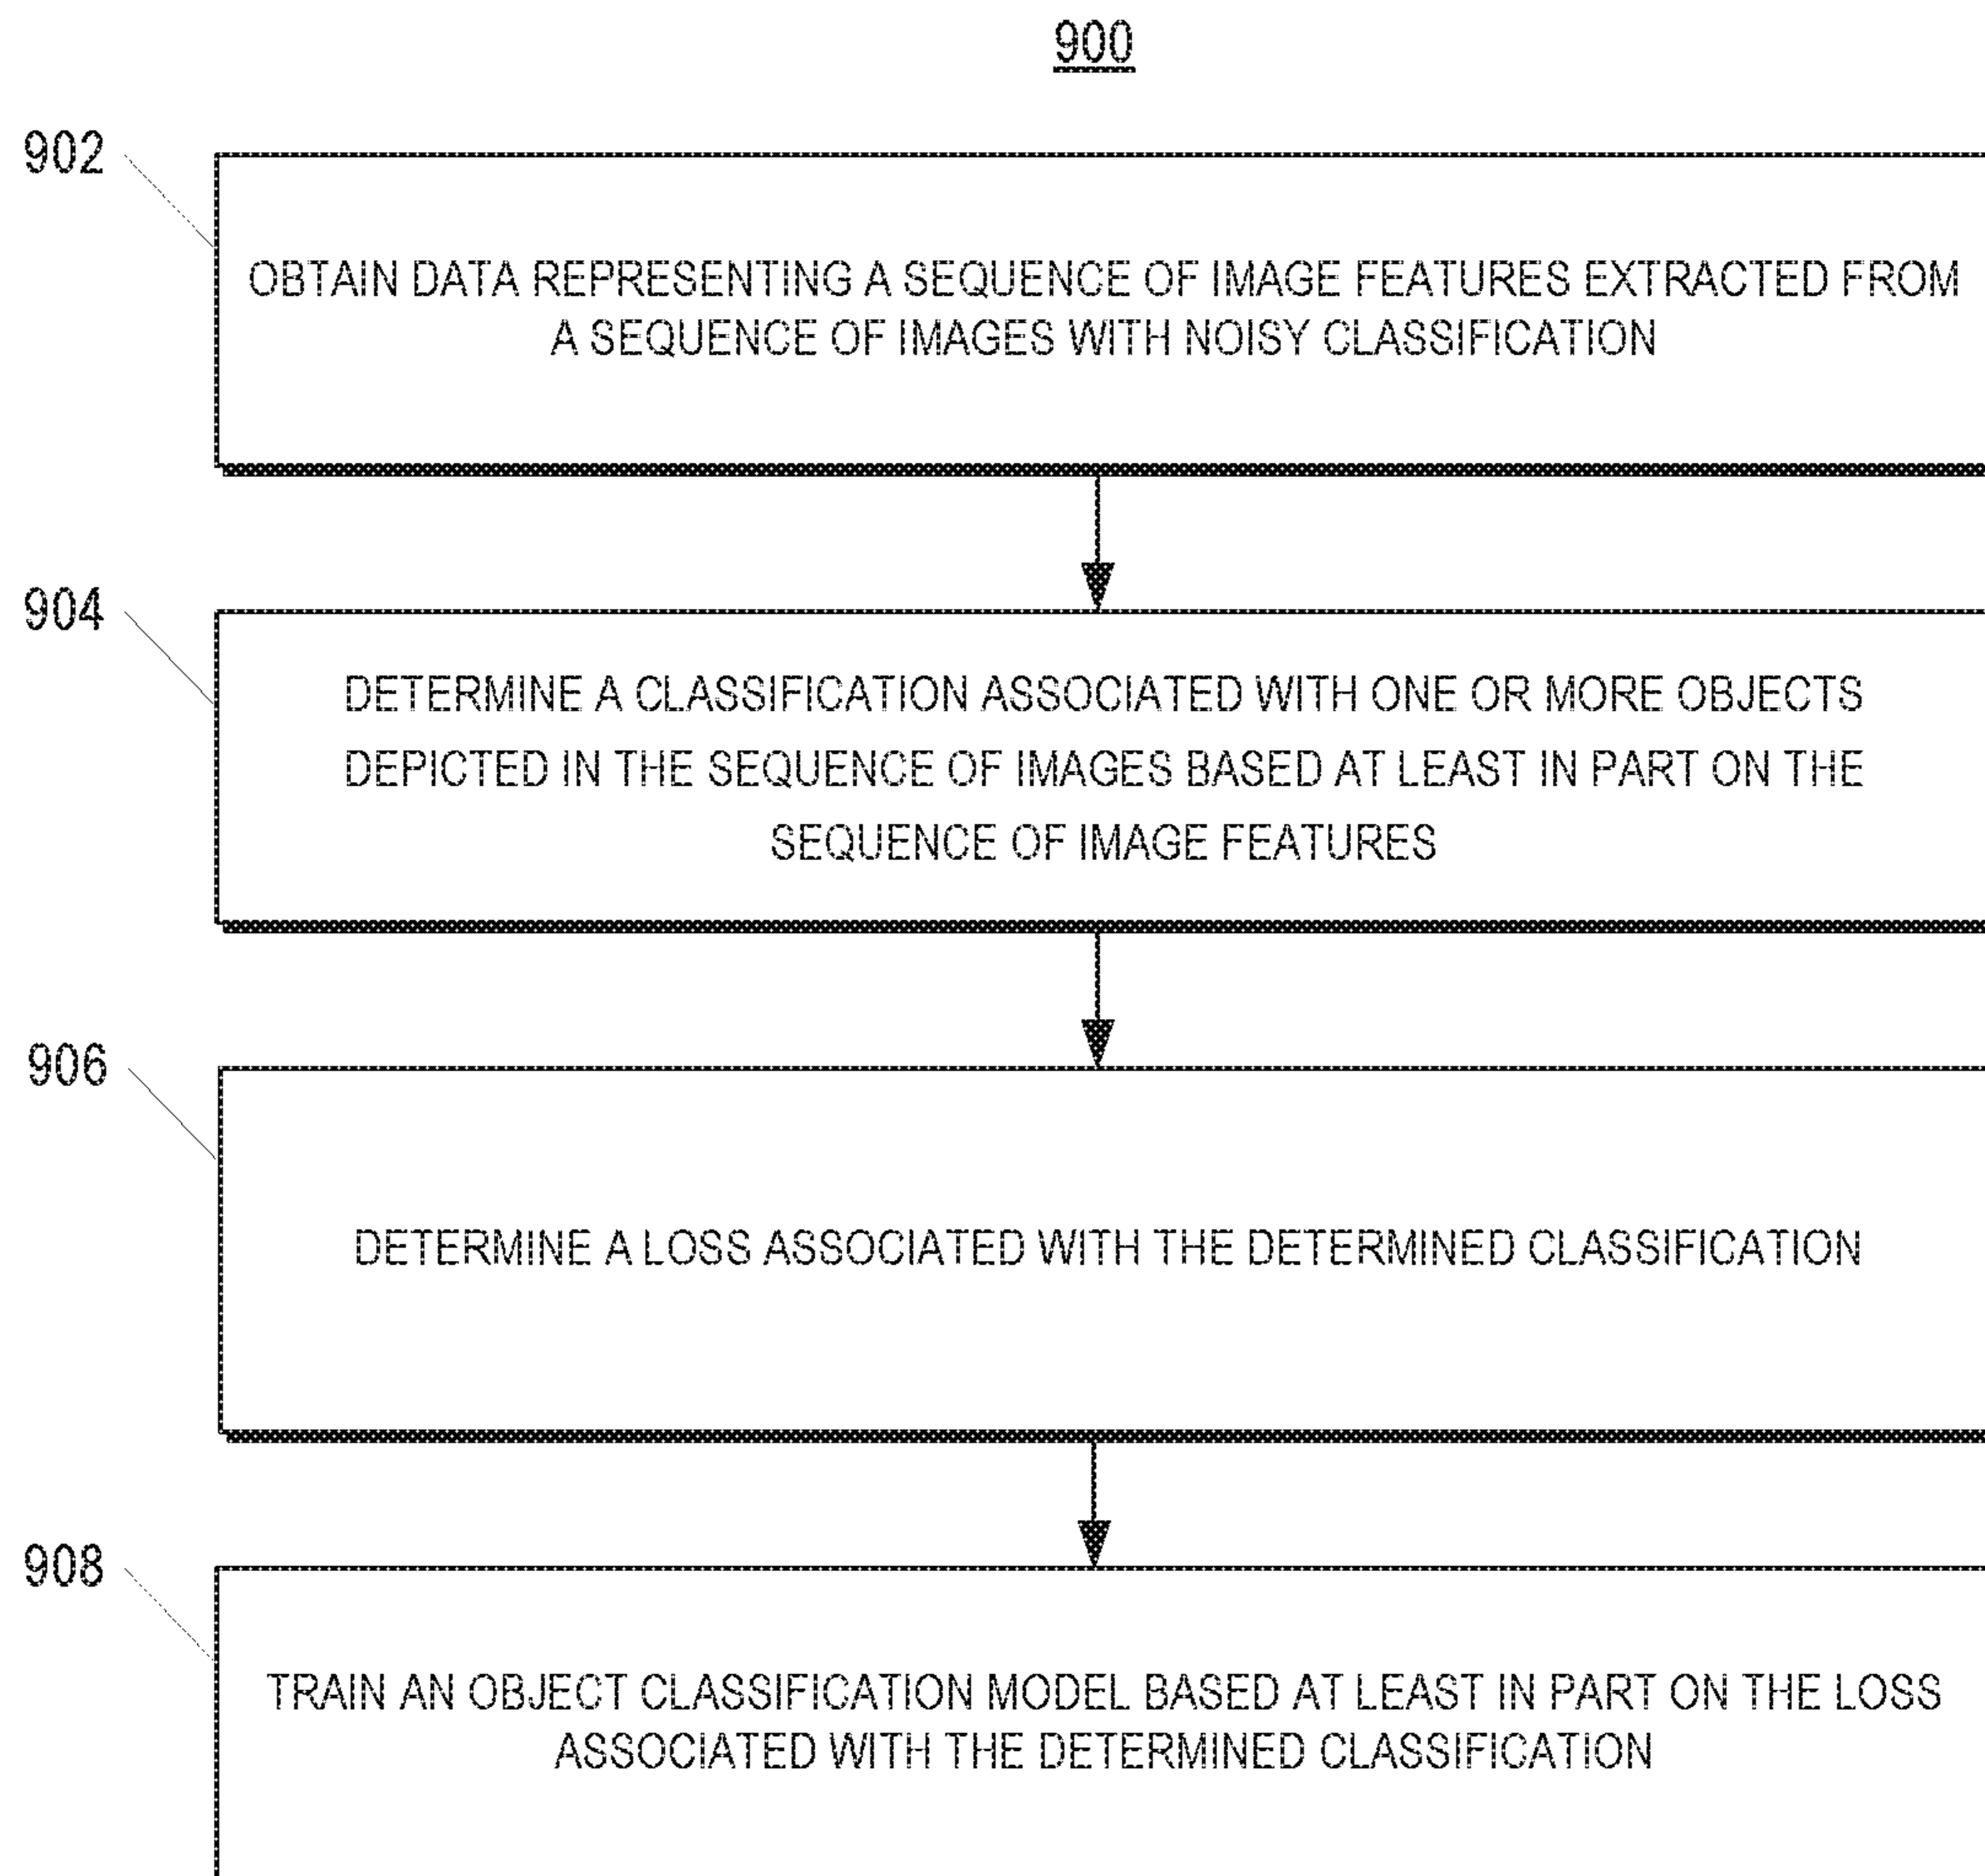 900
902
OBTAIN DATA REPRESENTING A SEQUENCE OF IMAGE FEATURES EXTRACTED FROM
A SEQUENCE OF IMAGES WITH NOISY CLASSIFICATION
904
DETERMINE A CLASSIFICATION ASSOCIATED WITH ONE OR MORE OBJECTS
DEPICTED IN THE SEQUENCE OF IMAGES BASED AT LEAST IN PART ON THE
SEQUENCE OF IMAGE FEATURES
906
DETERMINE A LOSS ASSOCIATED WITH THE DETERMINED CLASSIFICATION
908
TRAIN AN OBJECT CLASSIFICATION MODEL BASED AT LEAST IN PART ON THE LOSS
ASSOCIATED WITH THE DETERMINED CLASSIFICATION